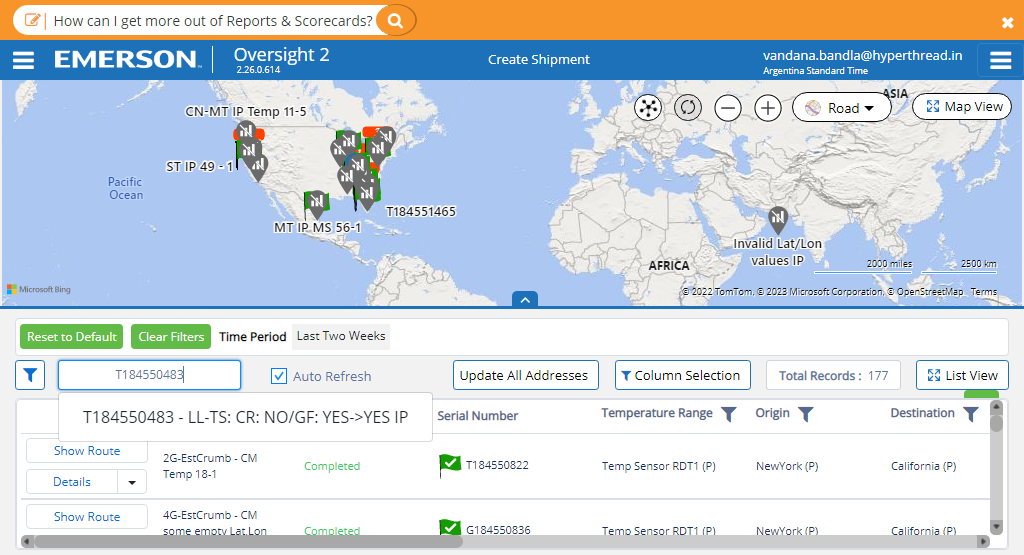 How can I get more out of Reports & Scorecards?
EMERSON
Oversight 2
2.26.0.614
Create Shipment
vandana.bandla@hyperthread.in
Argentina Standard Time
CN-MT IP Temp 11-5
ST IP 49 - 1
Pacific
Ocean
T184551465
MT IP MS 56-1
ASIA
Road
Map View
Invalid Lat/Lon
values IP
AFRICA
2000 miles
2500 km
Microsoft Bing
© 2022 TomTom, © 2023 Microsoft Corporation, © OpenStreetMap Terms
Reset to Default
Clear Filters
Time Period
Last Two Weeks
T184550483
Auto Refresh
Update All Addresses
Column Selection
Total Records : 177
List View
T184550483 - LL-TS: CR: NO/GF: YES->YES IP
Serial Number
Temperature Range
Origin
Destination
Show Route
Details
2G-EstCrumb - CM
Temp 18-1
Completed
T184550822
Temp Sensor RDT1 (P)
NewYork (P)
California (P)
Show Route
4G-EstCrumb - CM
some empty Lat,Lon
Completed
G184550836
Temp Sensor RDT1 (P)
NewYork (P)
California (P)